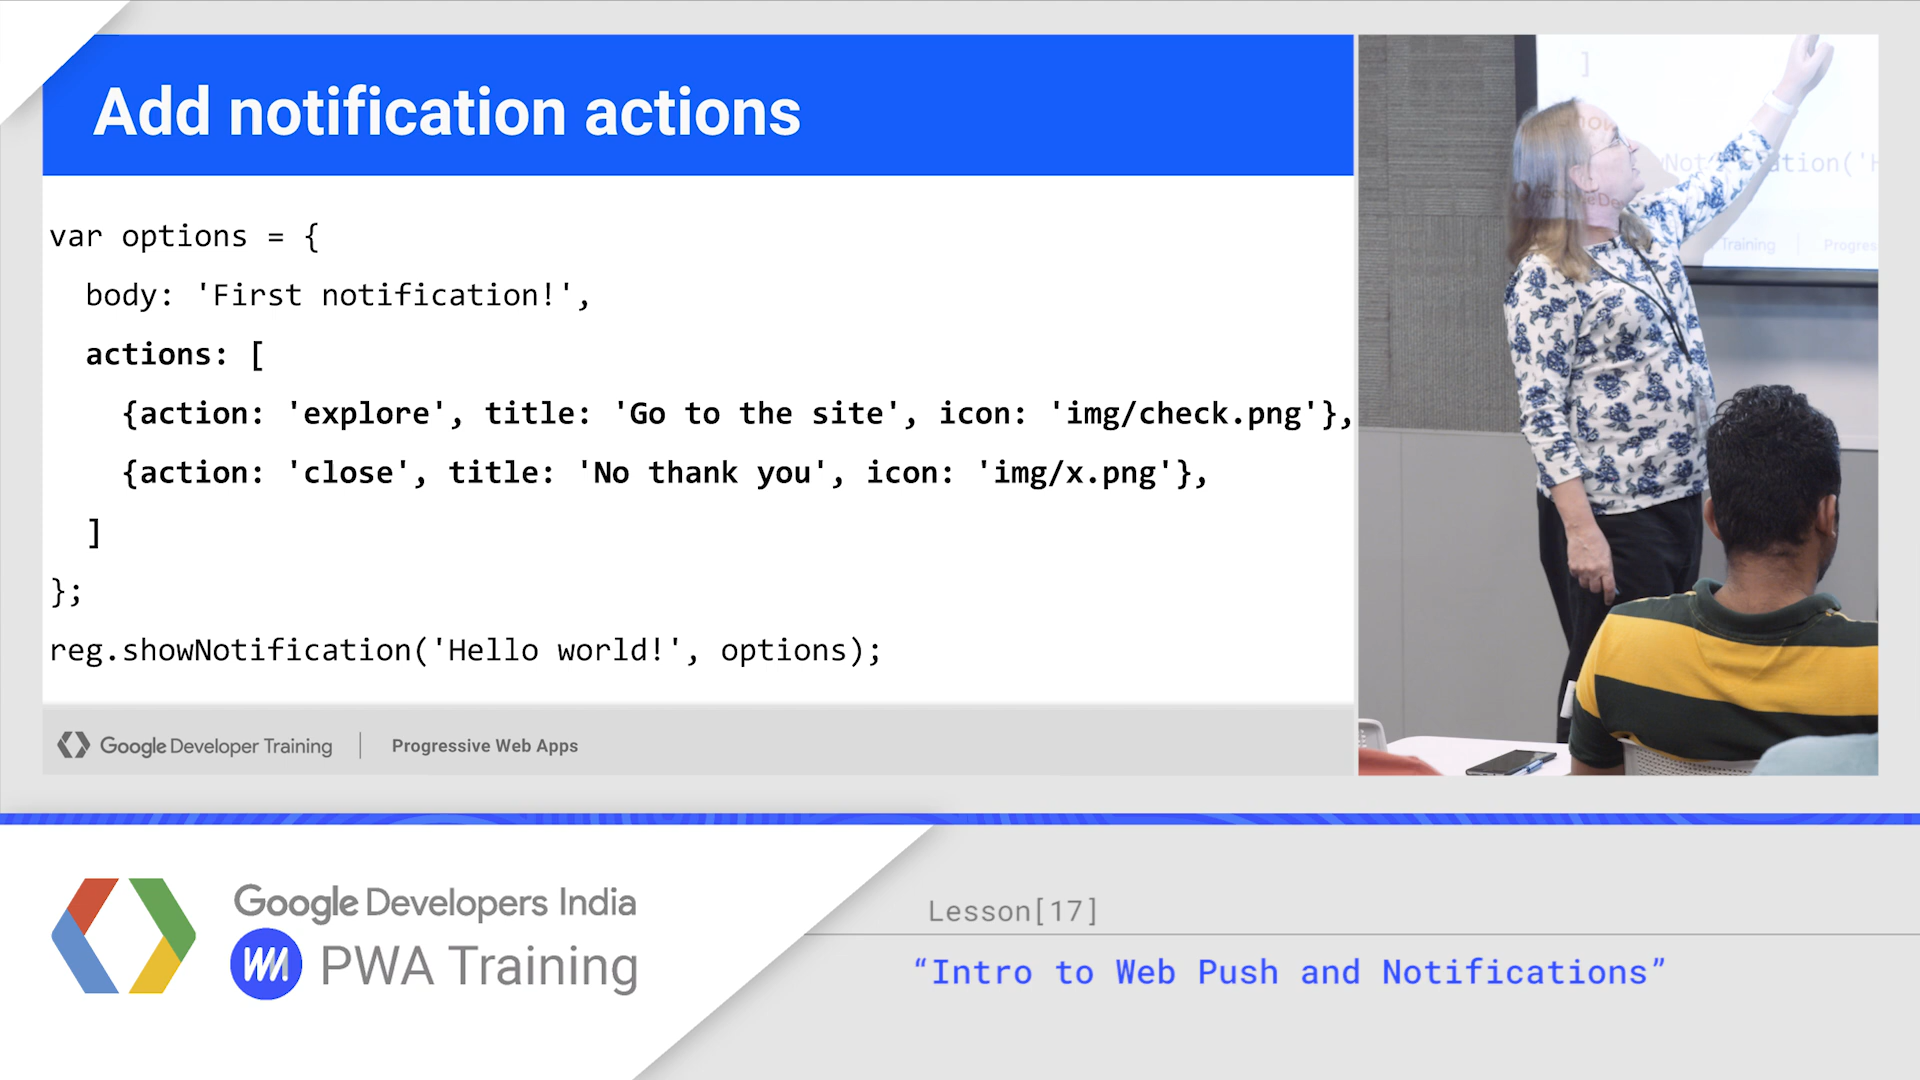 Add notification actions
var options = {
body: 'First notification!',
actions: [
{action: 'explore', title: 'Go to the site', icon: 'img/check.png'},
{action: 'close', title: 'No thank you', icon: 'img/x.png'},
]
};
reg.showNotification('Hello world!', options);
Google Developer Training | Progressive Web Apps
]
Training | Progres
Google Developers India
PWA Training
Lesson[17]
“Intro to Web Push and Notifications”